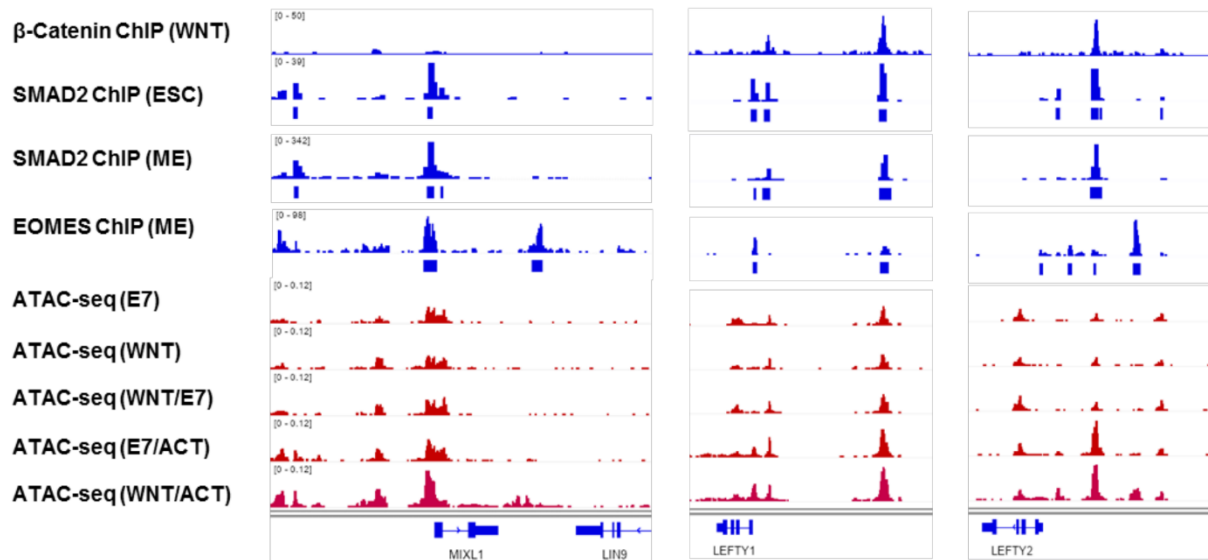 β-Catenin ChIP (WNT)
[0 - 50]
SMAD2 ChIP (ESC)
[0 - 39]
SMAD2 ChIP (ME)
[0 - 342]
EOMES ChIP (ME)
[0 - 98]
ATAC-seq (E7)
[0 - 0.12]
ATAC-seq (WNT)
[0 - 0.12]
ATAC-seq (WNT/E7)
[0 - 0.12]
ATAC-seq (E7/ACT)
[0 - 0.12]
ATAC-seq (WNT/ACT)
[0 - 0.12]
MIXL1 LIN9 LEFTY1 LEFTY2